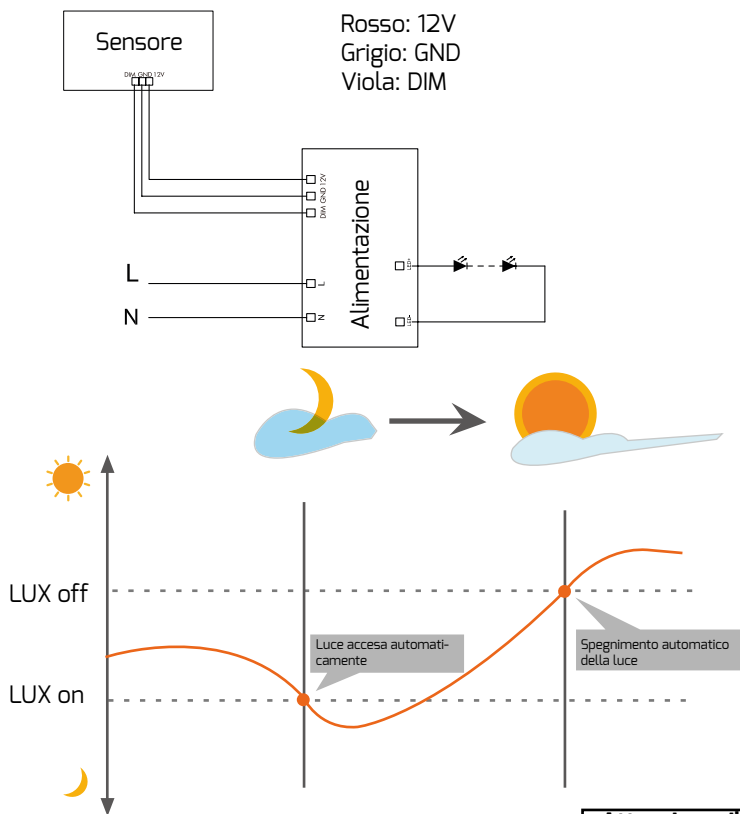 Sensore
DIM GND 12V
Rosso: 12V
Grigio: GND
Viola: DIM
Alimentazione
DIM GND 12V
L
N
L
N
LED+
LUX off
LUX on
Luce accesa automati-
camente
Spegnimento automatico
della luce